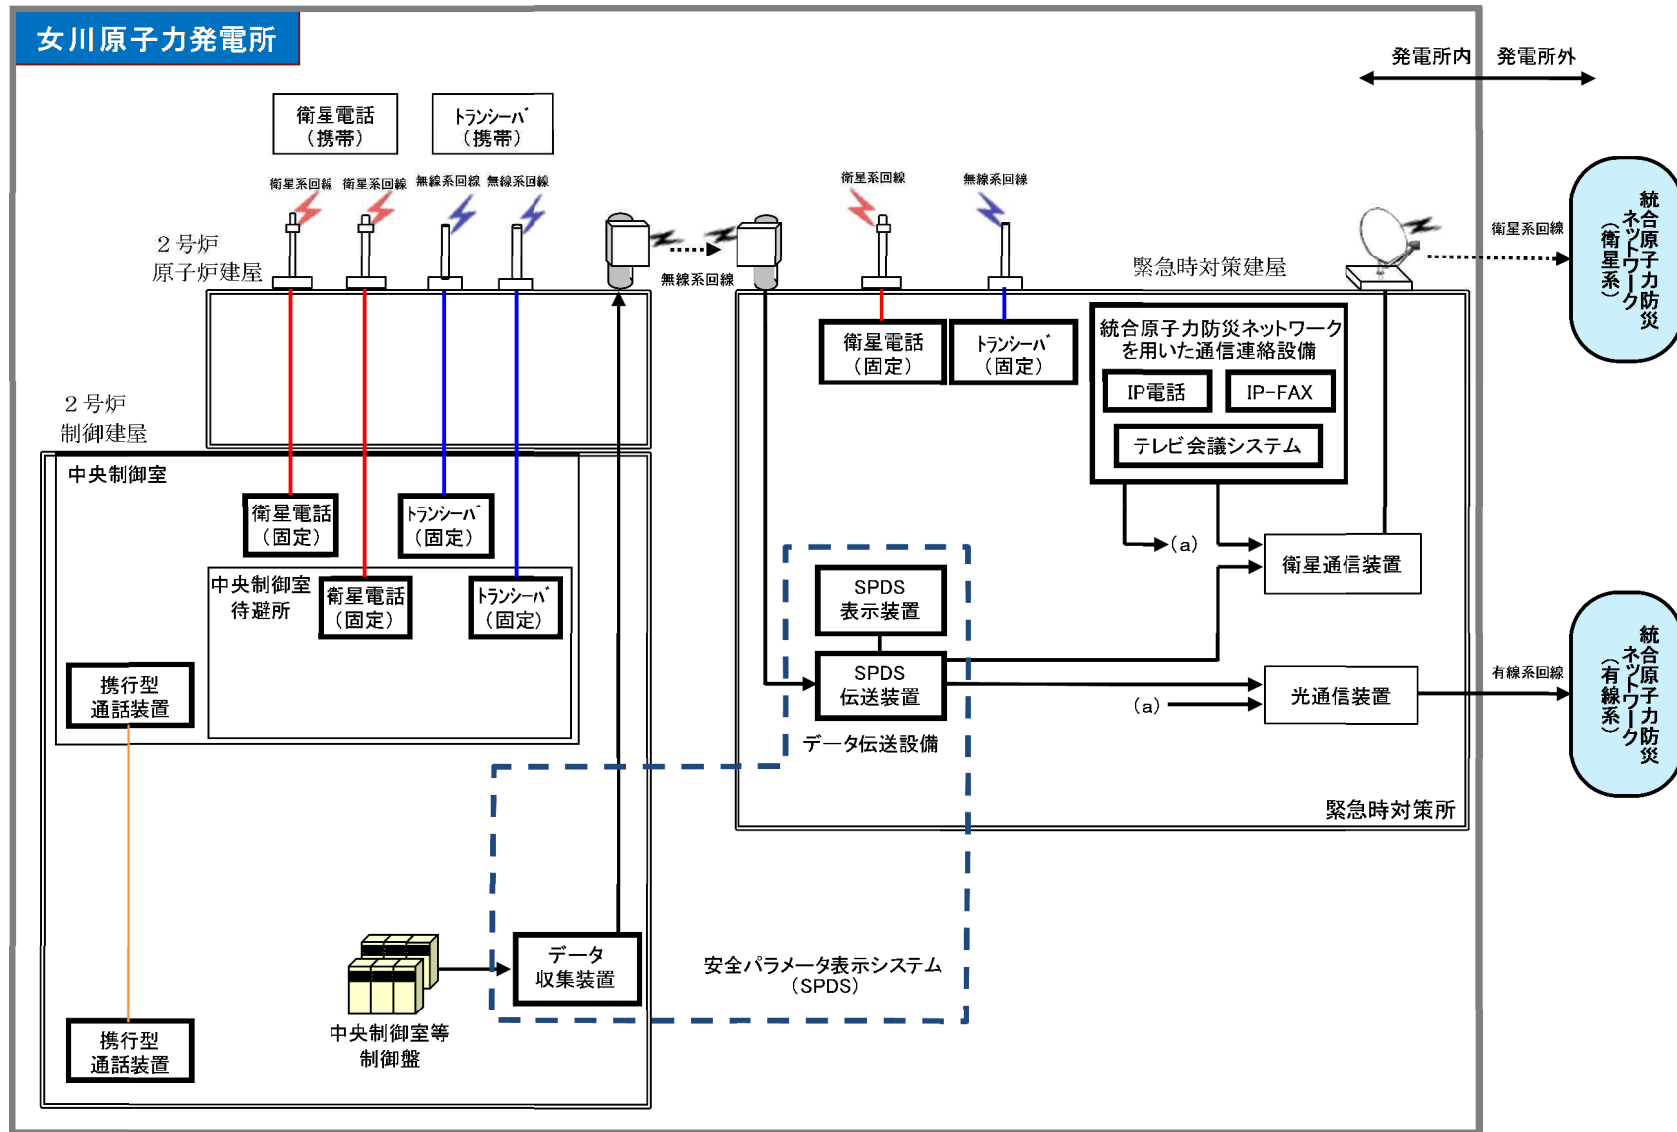 女川原子力発電所
発電所内
発電所外
衛星電話
(携帯)
トランシーバ
(携帯)
衛星系回線
衛星系回線
無線系回線
無線系回線
衛星系回線
無線系回線
2号炉
原子炉建屋
無線系回線
緊急時対策建屋
衛星系回線
統合原子力防災
ネットワーク
(衛星系)
衛星電話
(固定)
トランシーバ
(固定)
統合原子力防災ネットワーク
を用いた通信連絡設備
IP電話
IP-FAX
テレビ会議システム
2号炉
制御建屋
中央制御室
衛星電話
(固定)
トランシーバ
(固定)
中央制御室
待避所
衛星電話
(固定)
トランシーバ
(固定)
(a)
衛星通信装置
SPDS
表示装置
SPDS
伝送装置
データ伝送設備
(a)
光通信装置
有線系回線
統合原子力防災
ネットワーク
(有線系)
携行型
通話装置
緊急時対策所
データ
収集装置
安全パラメータ表示システム
(SPDS)
中央制御室等
制御盤
携行型
通話装置